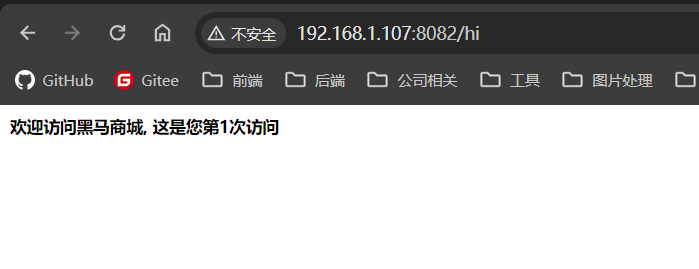 不安全 192.168.1.107:8082/hi
GitHub Gitee 前端 后端 公司相关 工具 图片处理
欢迎访问黑马商城, 这是您第1次访问